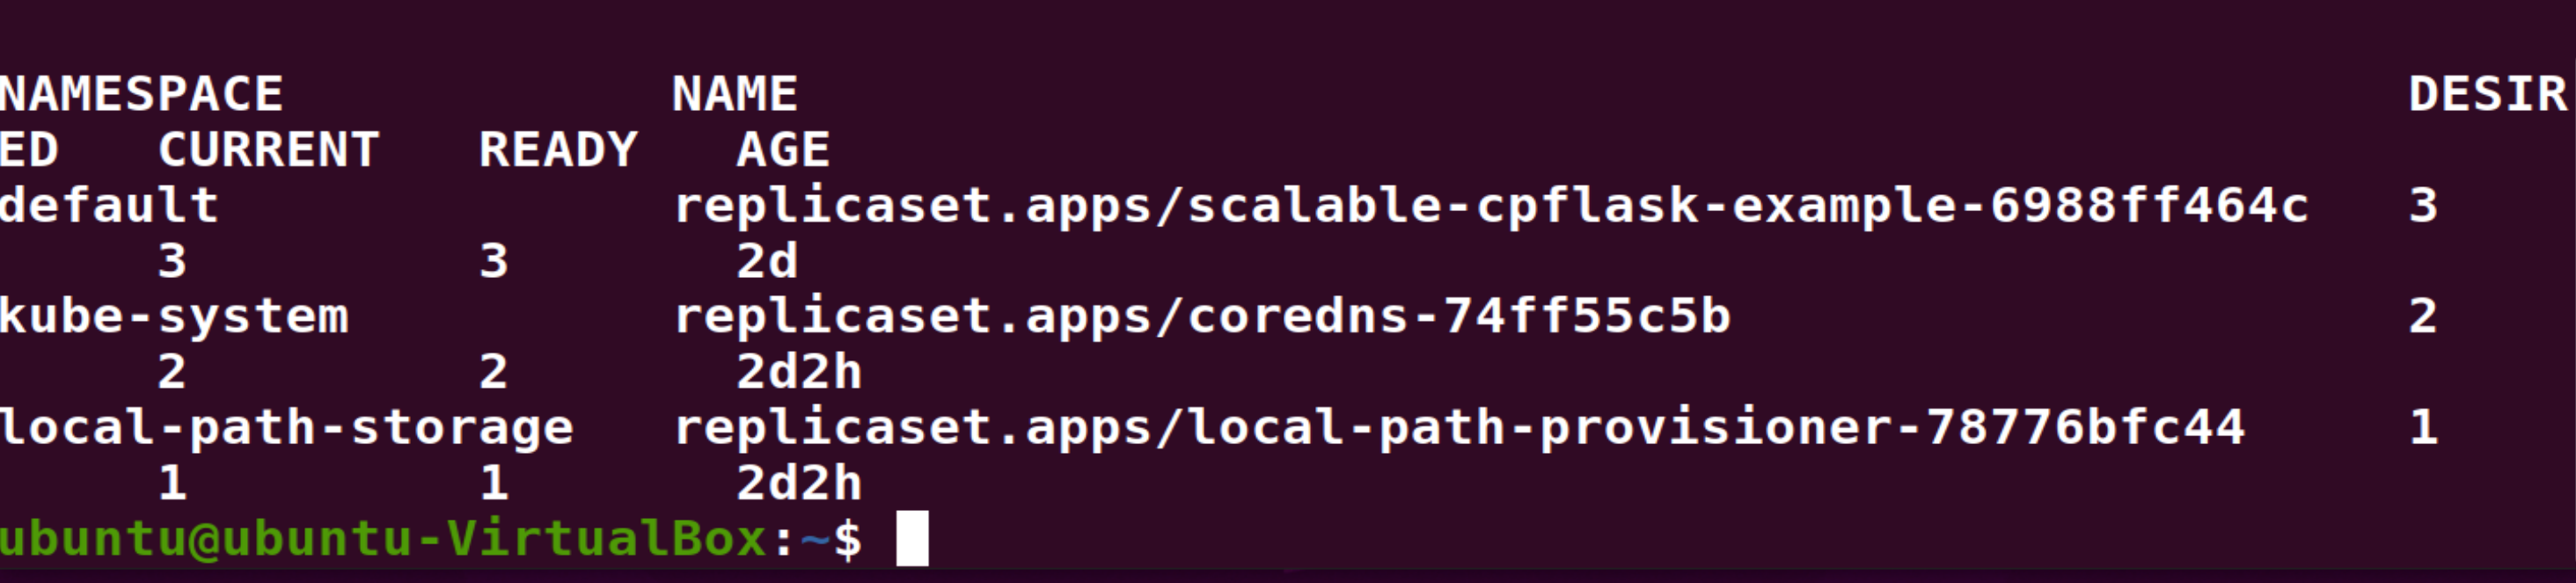 NAMESPACE            NAME                                                  DESIR
ED   CURRENT   READY   AGE
default              replicaset.apps/scalable-cpflask-example-6988ff464c   3
     3         3       2d
kube-system          replicaset.apps/coredns-74ff55c5b                     2
     2         2       2d2h
local-path-storage   replicaset.apps/local-path-provisioner-78776bfc44     1
     1         1       2d2h
ubuntu@ubuntu-VirtualBox:~$